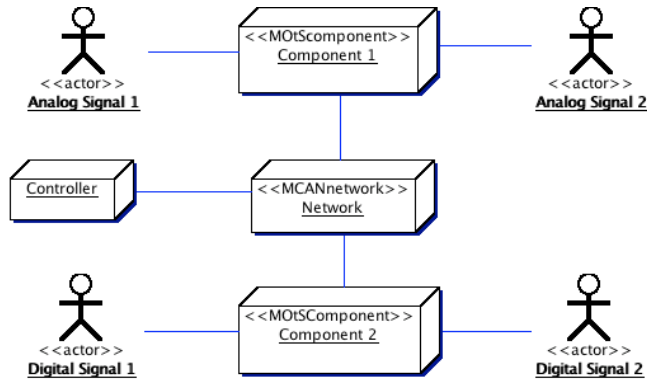 <<MOtScomponent>>
Component 1
<<actor>>
Analog Signal 1
<<actor>>
Analog Signal 2
Controller
<<MCANnetwork>>
Network
<<MOtSComponent>>
Component 2
<<actor>>
Digital Signal 1
<<actor>>
Digital Signal 2